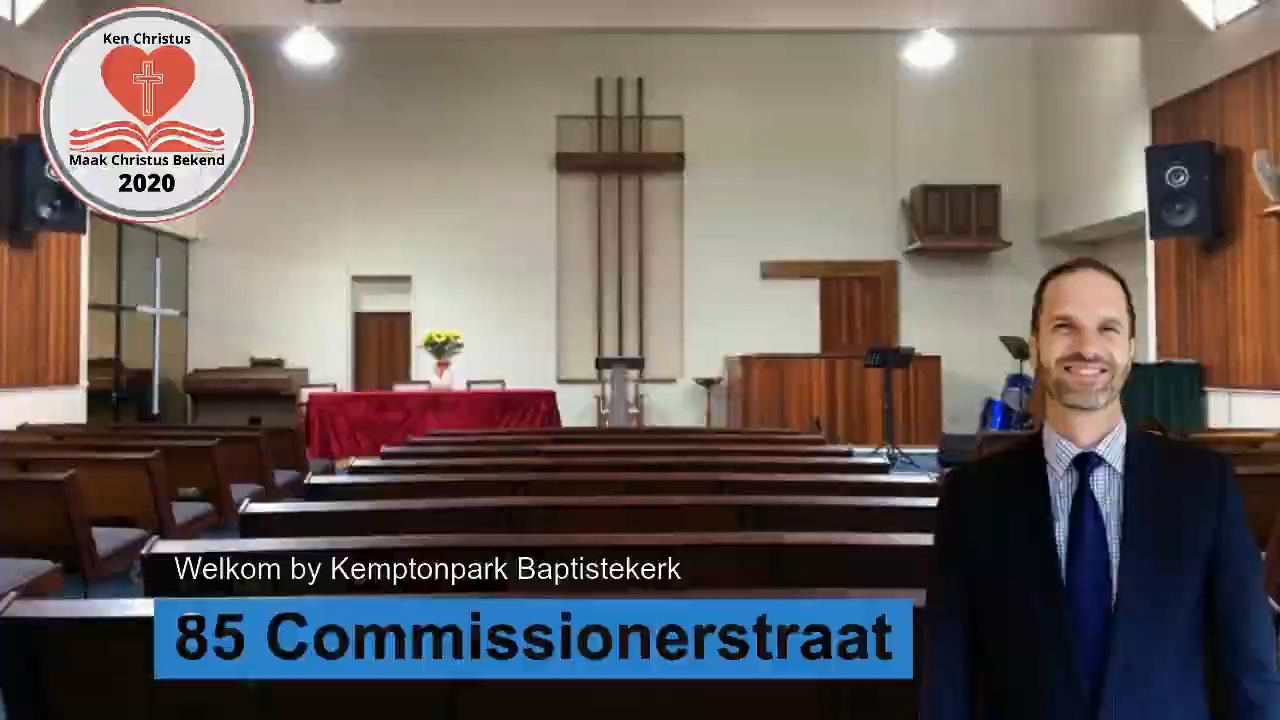 Ken Christus
Maak Christus Bekend
2020
Welkom by Kemptonpark Baptistekerk
85 Commissionerstraat